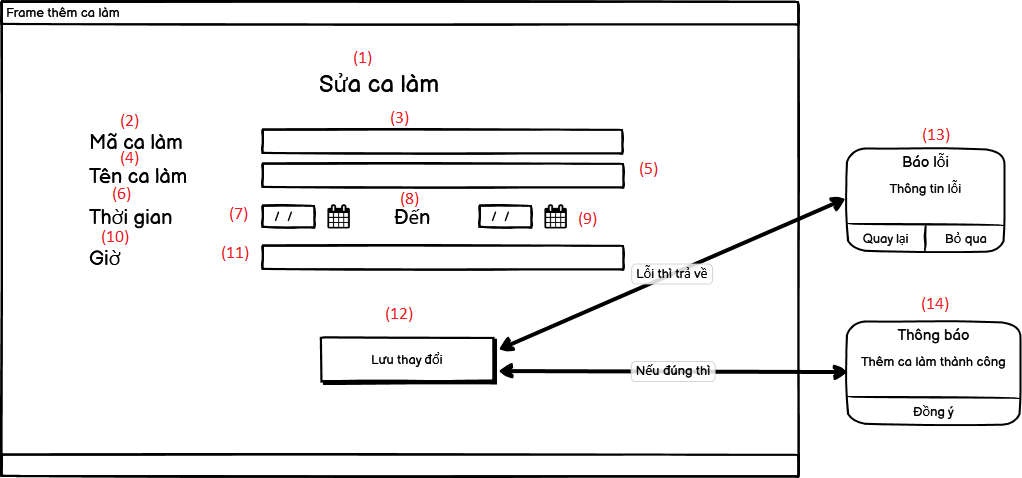 Frame thêm ca làm
(1)
Sửa ca làm
(2)
(3)
Mã ca làm
(4)
Tên ca làm
(5)
(6)
Thời gian
(7)
/ /
(8)
Đến
/ /
(9)
(10)
Giờ
(11)
(12)
Lưu thay đổi
Lỗi thì trả về
Nếu đúng thì
(13)
Báo lỗi
Thông tin lỗi
Quay lại
Bỏ qua
(14)
Thông báo
Thêm ca làm thành công
Đồng ý